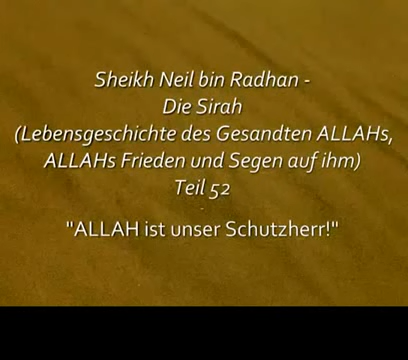 Sheikh Neil bin Radhan -
Die Sirah
(Lebensgeschichte des Gesandten ALLAHs,
ALLAHs Frieden und Segen auf ihm)
Teil 52
-
"ALLAH ist unser Schutzherr!"